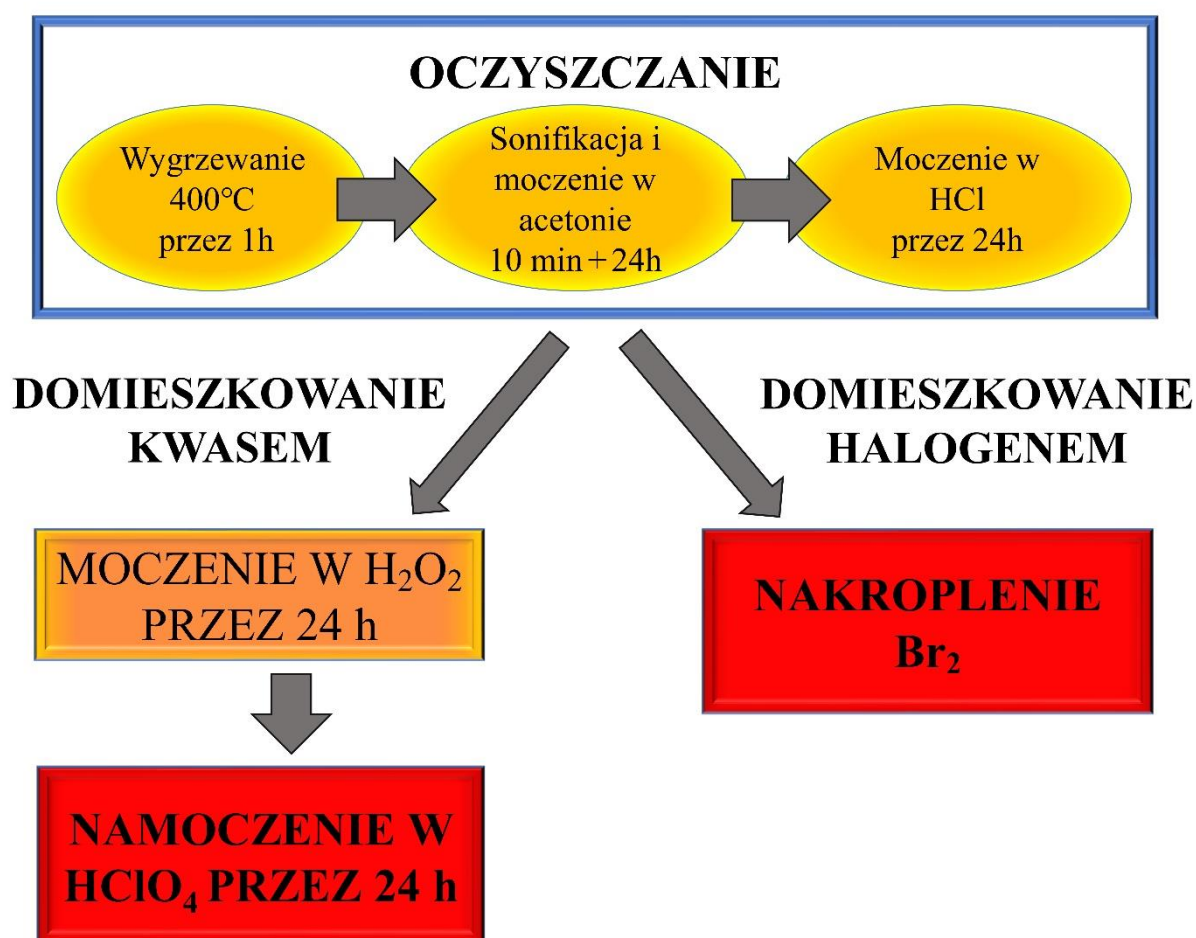 OCZYSZCZANIE
Wygrzewanie
400°C
przez 1h
Sonifikacja i
moczenie w
acetonie
10 min + 24h
Moczenie w
HCl
przez 24h
DOMIESZKOWANIE
KWASEM
DOMIESZKOWANIE
HALOGENEM
MOCZENIE W H₂O₂
PRZEZ 24 h
NAKROPLENIE
Br₂
NAMOCZENIE W
HClO₄ PRZEZ 24 h